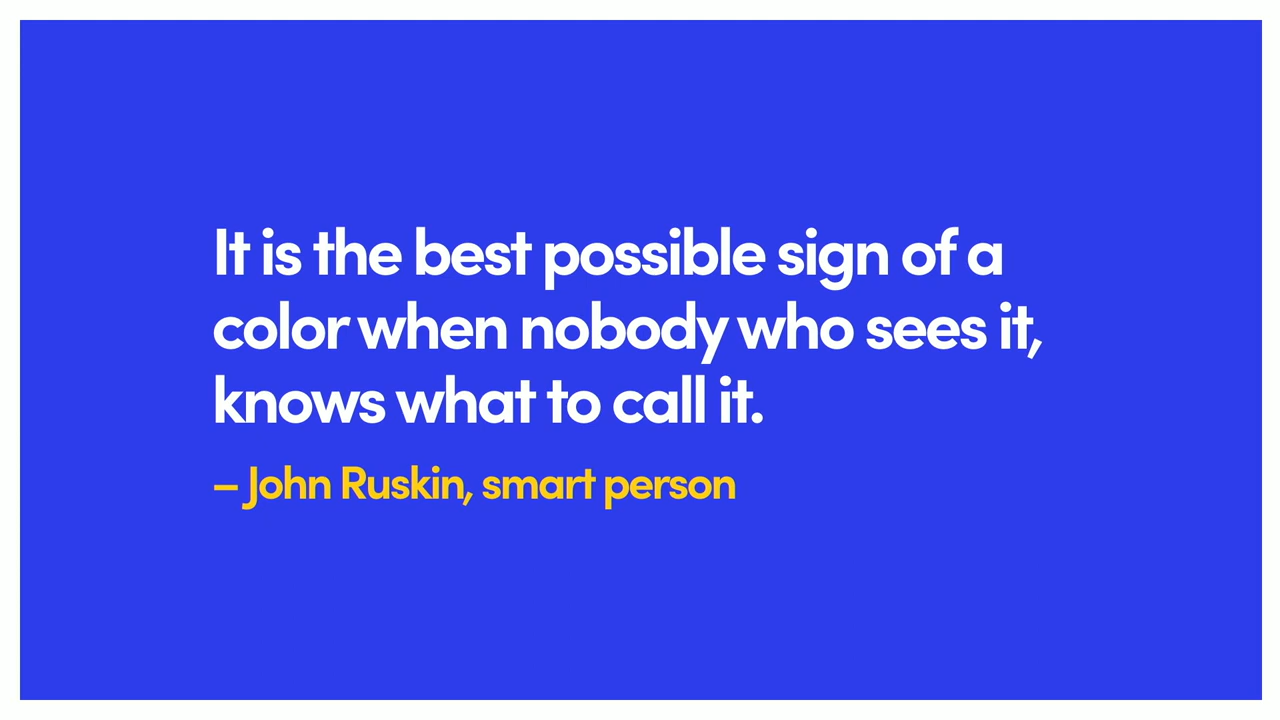 It is the best possible sign of a
color when nobody who sees it,
knows what to call it.
– John Ruskin, smart person